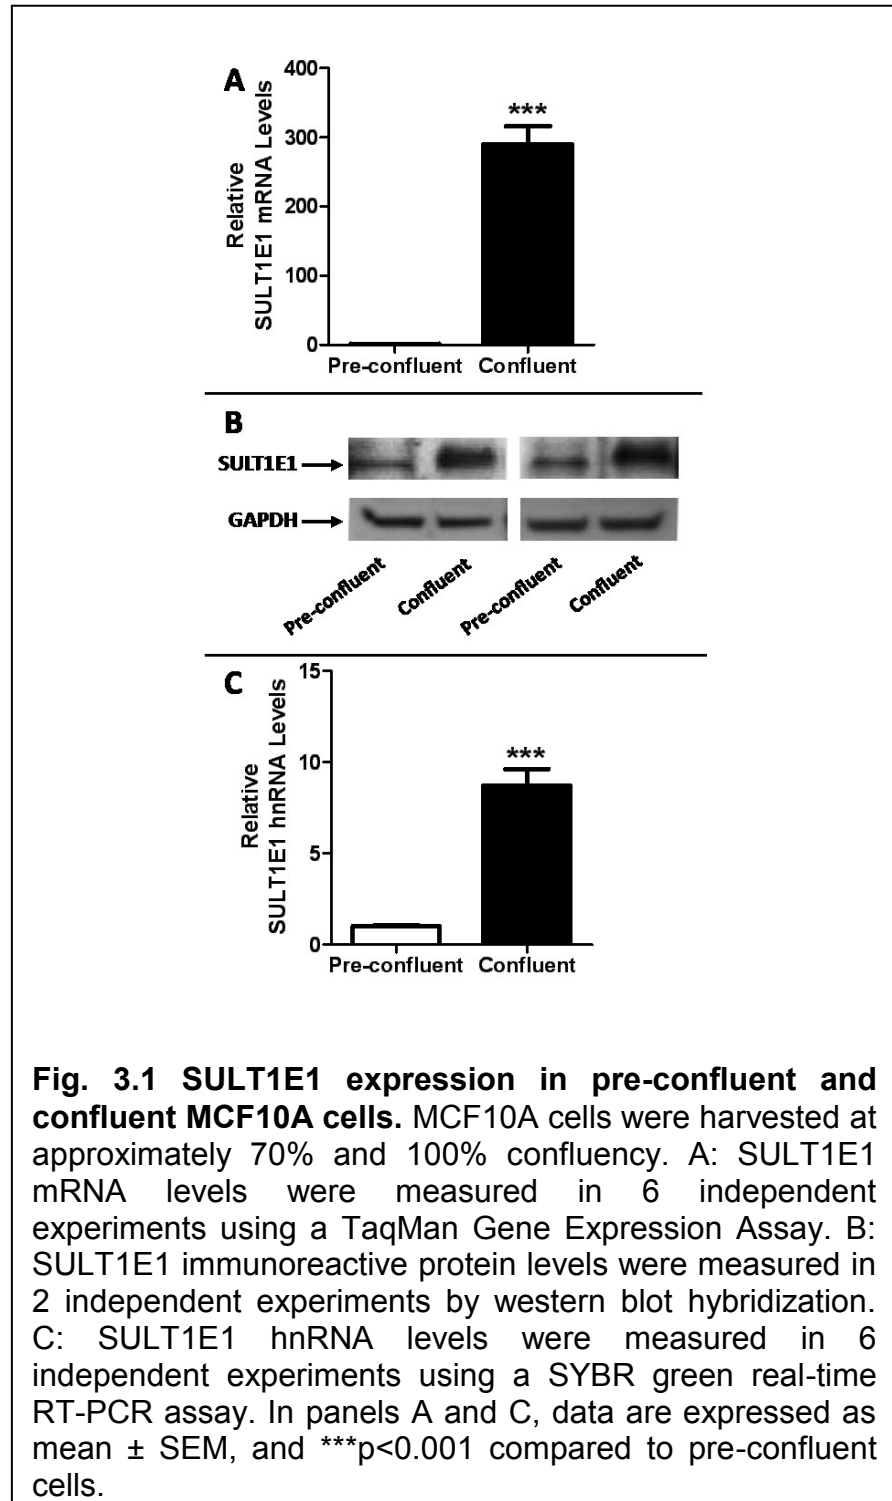 A
400
300
200
100
0
Relative
SULT1E1 mRNA Levels
***
Pre-confluent Confluent
B
SULT1E1
GAPDH
Pre-confluent Confluent Pre-confluent Confluent
C
15
10
5
0
Relative
SULT1E1 hnRNA Levels
***
Pre-confluent Confluent
Fig. 3.1 SULT1E1 expression in pre-confluent and
confluent MCF10A cells. MCF10A cells were harvested at
approximately 70% and 100% confluency. A: SULT1E1
mRNA levels were measured in 6 independent
experiments using a TaqMan Gene Expression Assay. B:
SULT1E1 immunoreactive protein levels were measured in
2 independent experiments by western blot hybridization.
C: SULT1E1 hnRNA levels were measured in 6
independent experiments using a SYBR green real-time
RT-PCR assay. In panels A and C, data are expressed as
mean ± SEM, and ***p<0.001 compared to pre-confluent
cells.